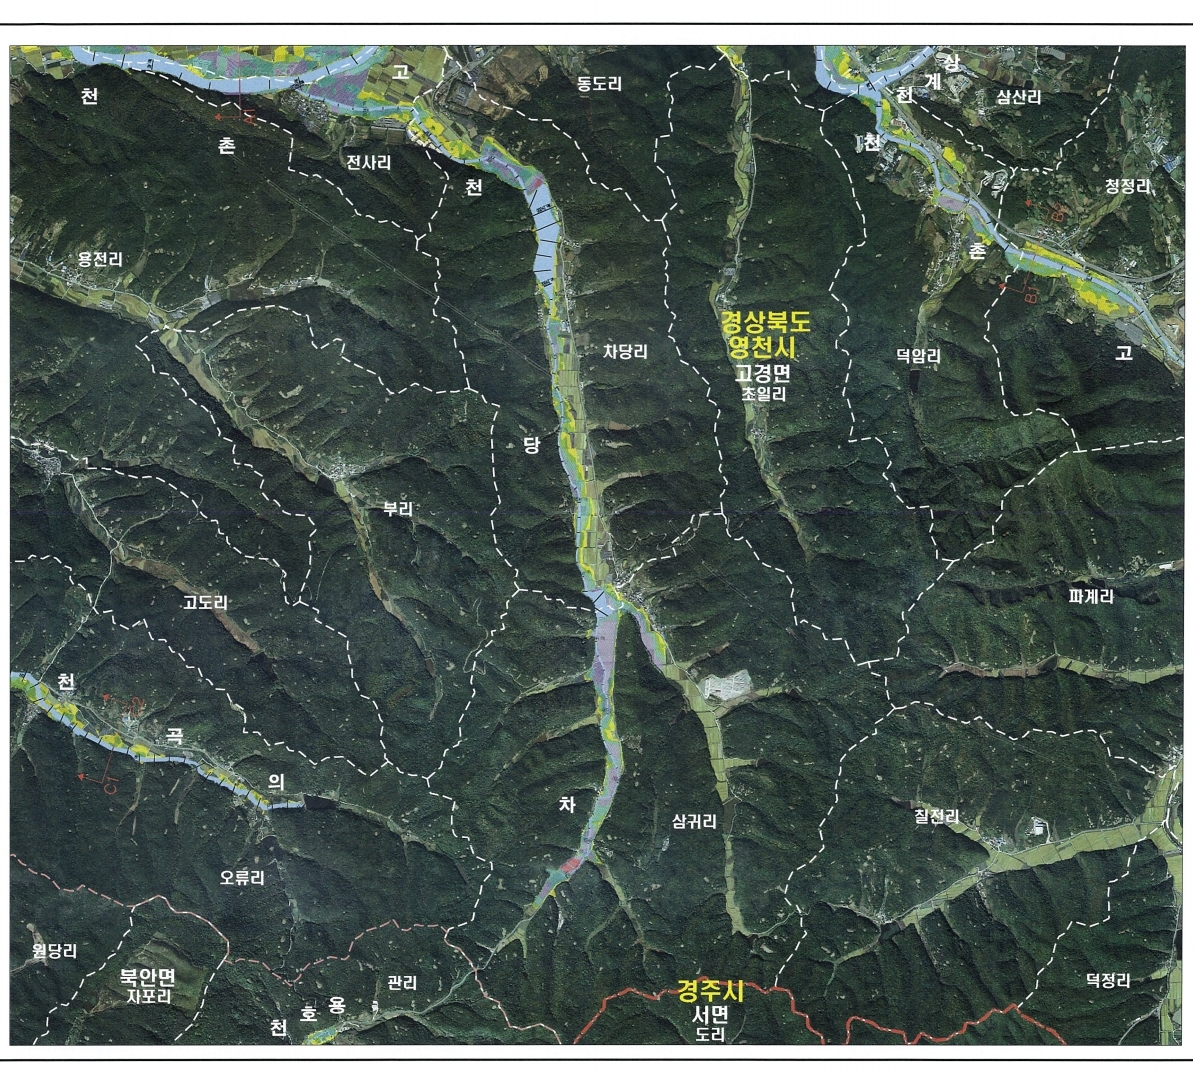 천
고
동도리
상
계
천
삼산리
촌
전사리
천
천
청정리
용전리
촌
경상북도
영천시
고경면
초일리
차당리
덕암리
고
당
부리
고도리
파계리
천
곡
의
차
삼귀리
칠전리
오류리
원당리
북안면
자포리
관리
용
호
천
경주시
서면
도리
덕정리